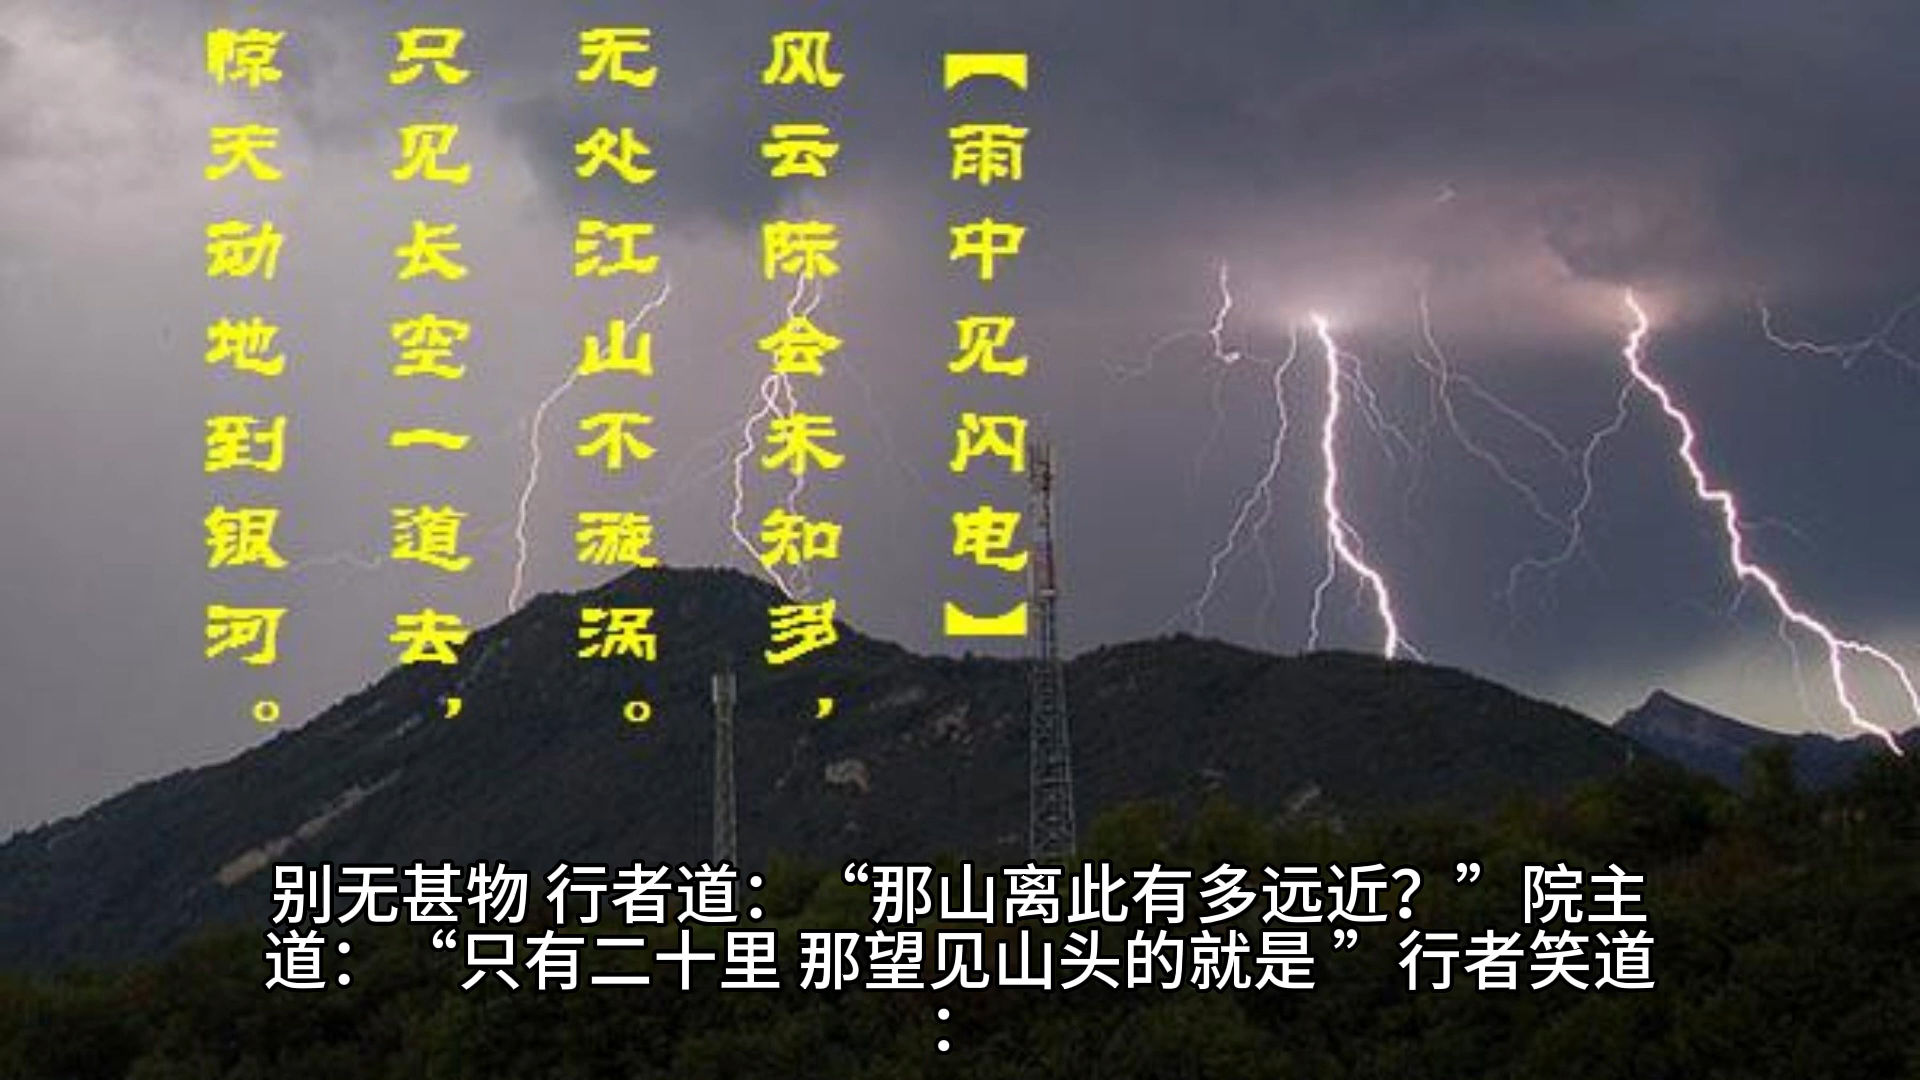 【雨中见闪电】
风云际会未知多，
无处江山不漩涡。
只见长空一道去，
惊天动地到银河。
别无甚物 行者道：“那山离此有多远近？”院主
道：“只有二十里 那望见山头的就是 ”行者笑道
：